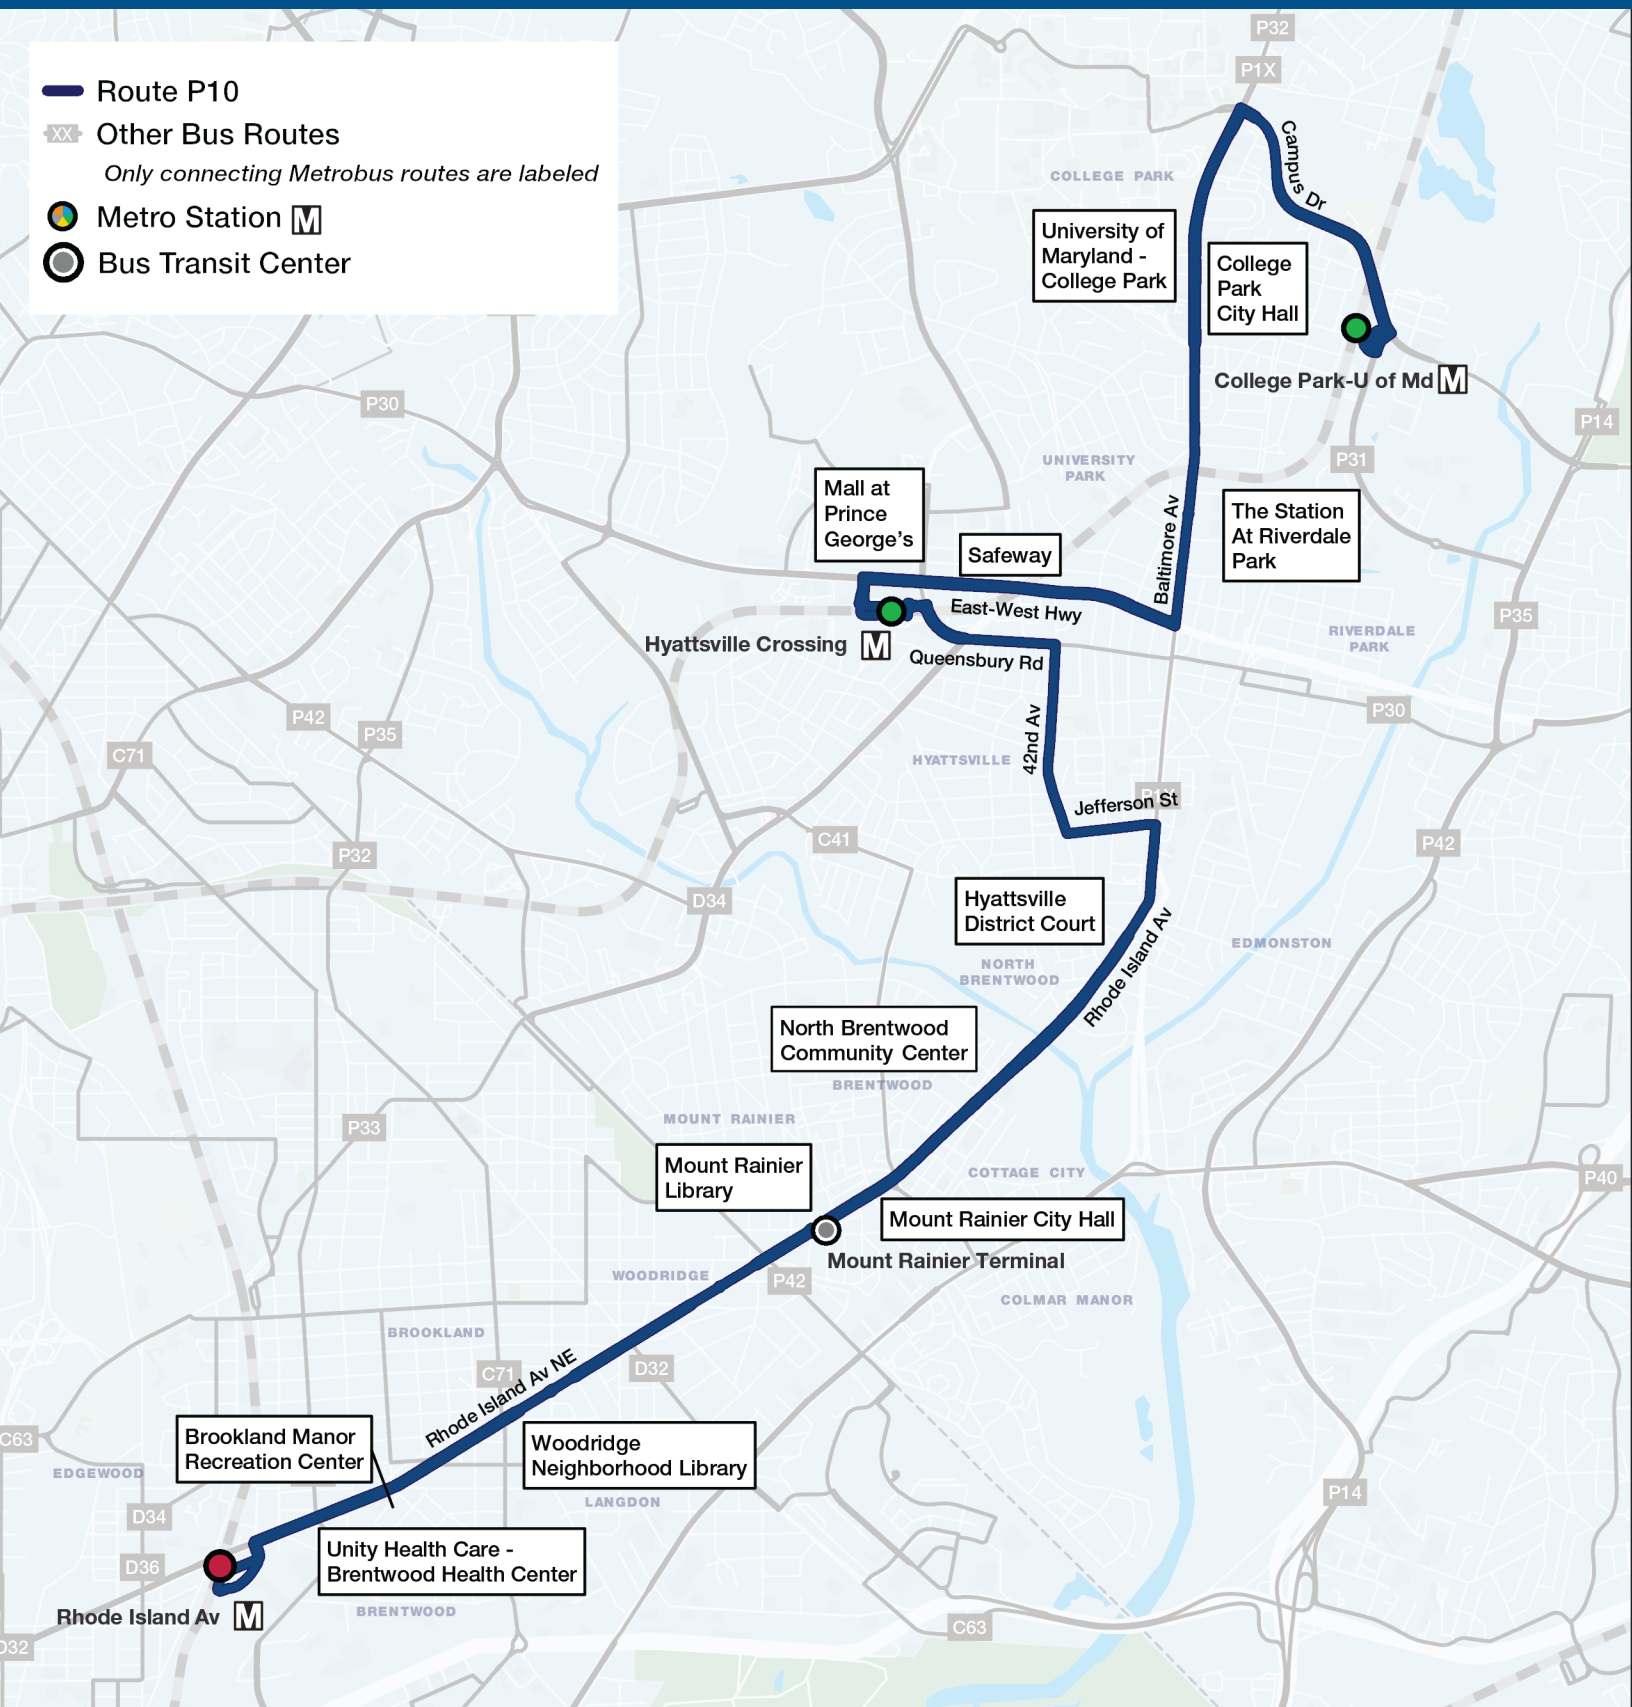 Route P10
XX Other Bus Routes
Only connecting Metrobus routes are labeled
Metro Station M
Bus Transit Center
P32
P1X
Campus Dr
COLLEGE PARK
University of
Maryland -
College Park
College
Park
City Hall
College Park-U of Md M
P30
P14
P31
UNIVERSITY
PARK
Mall at
Prince
George's
Safeway
Baltimore Av
The Station
At Riverdale
Park
East-West Hwy
Hyattsville Crossing M
Queensbury Rd
P35
RIVERDALE
PARK
P42
P35
C71
42nd Av
HYATTSVILLE
P30
P1X
Jefferson St
C41
P42
P32
D34
Hyattsville
District Court
Rhode Island Av
EDMONSTON
NORTH
BRENTWOOD
North Brentwood
Community Center
BRENTWOOD
P33
MOUNT RAINIER
Mount Rainier
Library
COTTAGE CITY
P40
Mount Rainier City Hall
Mount Rainier Terminal
WOODRIDGE
P42
COLMAR MANOR
BROOKLAND
C71
D32
Rhode Island Av NE
Brookland Manor
Recreation Center
C63
EDGEWOOD
Woodridge
Neighborhood Library
LANGDON
P14
D34
D36
Unity Health Care -
Brentwood Health Center
Rhode Island Av M
BRENTWOOD
D32
C63